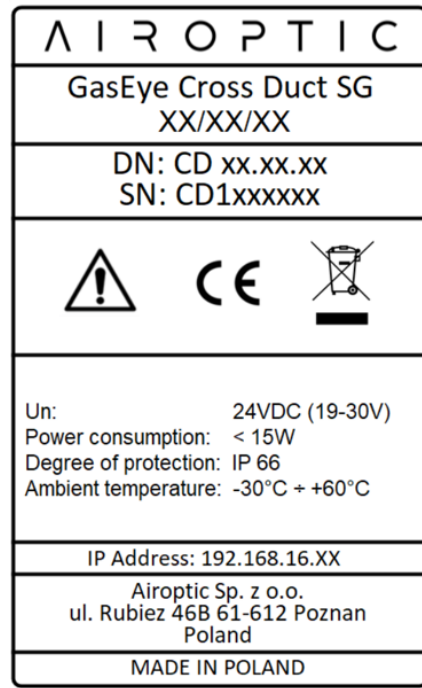 AIROPTIC
GasEye Cross Duct SG
XX/XX/XX
DN: CD xx.xx.xx
SN: CD1xxxxxx
CE
Un: 24VDC (19-30V)
Power consumption: < 15W
Degree of protection: IP 66
Ambient temperature: -30°C ÷ +60°C
IP Address: 192.168.16.XX
Airoptic Sp. z o.o.
ul. Rubiez 46B 61-612 Poznan
Poland
MADE IN POLAND